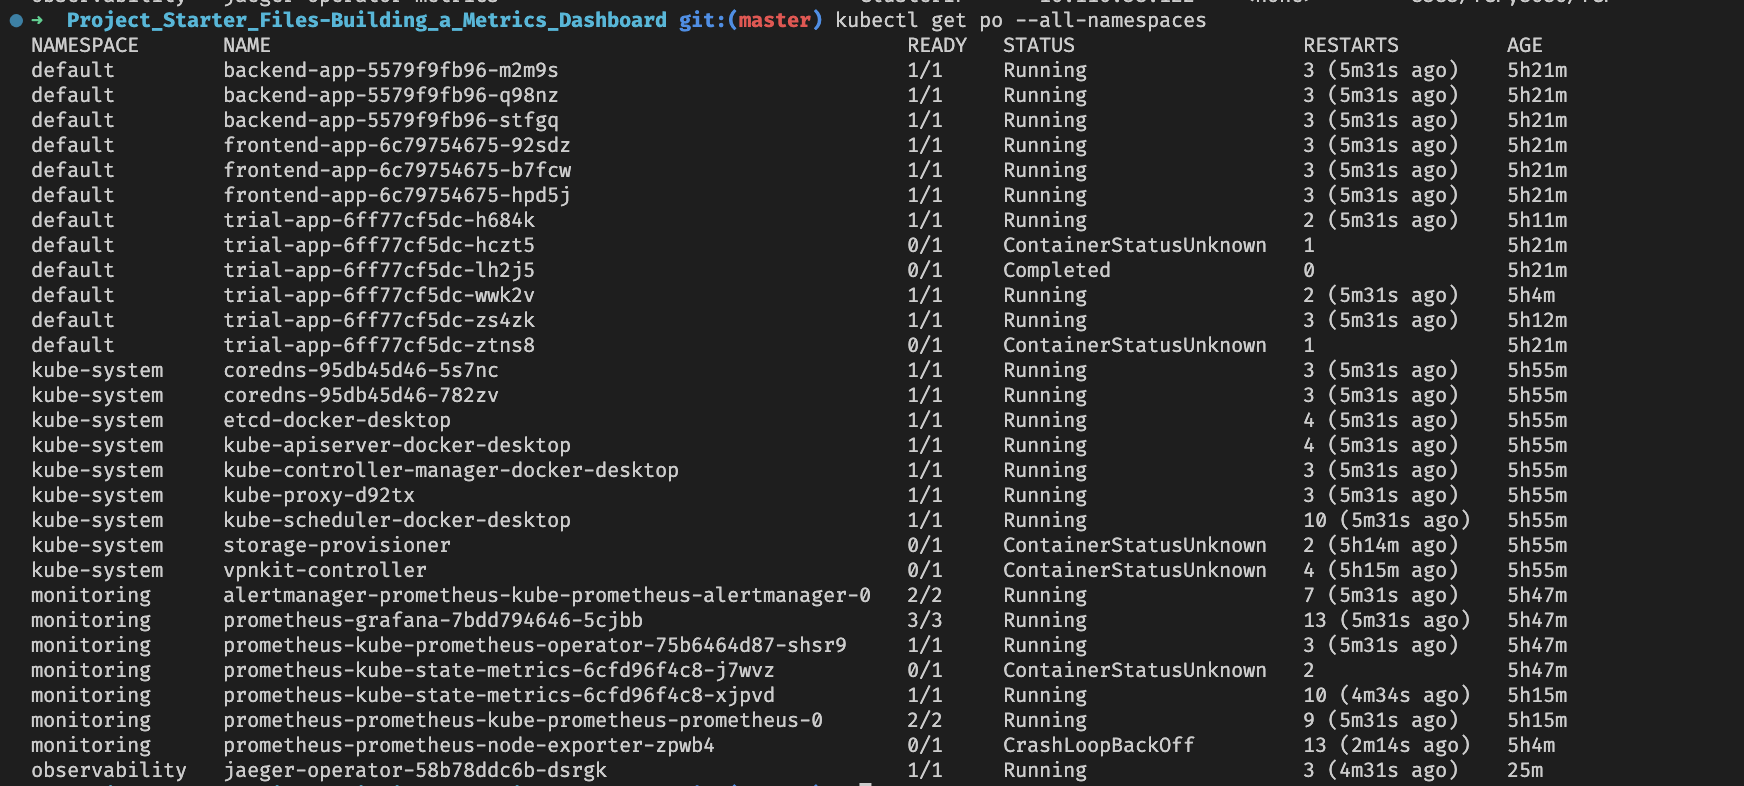 ➜ Project_Starter_Files-Building_a_Metrics_Dashboard git:(master) kubectl get po --all-namespaces
NAMESPACE NAME READY STATUS RESTARTS AGE
default backend-app-5579f9fb96-m2m9s 1/1 Running 3 (5m31s ago) 5h21m
default backend-app-5579f9fb96-q98nz 1/1 Running 3 (5m31s ago) 5h21m
default backend-app-5579f9fb96-stfgq 1/1 Running 3 (5m31s ago) 5h21m
default frontend-app-6c79754675-92sdz 1/1 Running 3 (5m31s ago) 5h21m
default frontend-app-6c79754675-b7fcw 1/1 Running 3 (5m31s ago) 5h21m
default frontend-app-6c79754675-hpd5j 1/1 Running 3 (5m31s ago) 5h21m
default trial-app-6ff77cf5dc-h684k 1/1 Running 2 (5m31s ago) 5h11m
default trial-app-6ff77cf5dc-hczt5 0/1 ContainerStatusUnknown 1 5h21m
default trial-app-6ff77cf5dc-lh2j5 0/1 Completed 0 5h21m
default trial-app-6ff77cf5dc-wwk2v 1/1 Running 2 (5m31s ago) 5h4m
default trial-app-6ff77cf5dc-zs4zk 1/1 Running 3 (5m31s ago) 5h12m
default trial-app-6ff77cf5dc-ztns8 0/1 ContainerStatusUnknown 1 5h21m
kube-system coredns-95db45d46-5s7nc 1/1 Running 3 (5m31s ago) 5h55m
kube-system coredns-95db45d46-782zv 1/1 Running 3 (5m31s ago) 5h55m
kube-system etcd-docker-desktop 1/1 Running 4 (5m31s ago) 5h55m
kube-system kube-apiserver-docker-desktop 1/1 Running 4 (5m31s ago) 5h55m
kube-system kube-controller-manager-docker-desktop 1/1 Running 3 (5m31s ago) 5h55m
kube-system kube-proxy-d92tx 1/1 Running 3 (5m31s ago) 5h55m
kube-system kube-scheduler-docker-desktop 1/1 Running 10 (5m31s ago) 5h55m
kube-system storage-provisioner 0/1 ContainerStatusUnknown 2 (5h14m ago) 5h55m
kube-system vpnkit-controller 0/1 ContainerStatusUnknown 4 (5h15m ago) 5h55m
monitoring alertmanager-prometheus-kube-prometheus-alertmanager-0 2/2 Running 7 (5m31s ago) 5h47m
monitoring prometheus-grafana-7bdd794646-5cjbb 3/3 Running 13 (5m31s ago) 5h47m
monitoring prometheus-kube-prometheus-operator-75b6464d87-shsr9 1/1 Running 3 (5m31s ago) 5h47m
monitoring prometheus-kube-state-metrics-6cfd96f4c8-j7wvz 0/1 ContainerStatusUnknown 2 5h47m
monitoring prometheus-kube-state-metrics-6cfd96f4c8-xjpvd 1/1 Running 10 (4m34s ago) 5h15m
monitoring prometheus-prometheus-kube-prometheus-prometheus-0 2/2 Running 9 (5m31s ago) 5h15m
monitoring prometheus-prometheus-node-exporter-zpwb4 0/1 CrashLoopBackOff 13 (2m14s ago) 5h4m
observability jaeger-operator-58b78ddc6b-dsrgk 1/1 Running 3 (4m31s ago) 25m